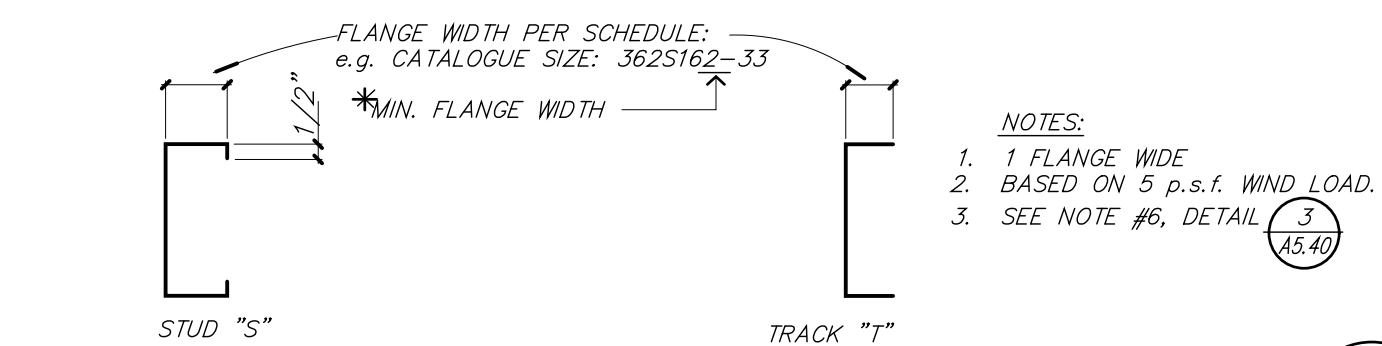 FLANGE WIDTH PER SCHEDULE:
e.g. CATALOGUE SIZE: 362S162-33
*MIN. FLANGE WIDTH
1/2"
STUD "S"
TRACK "T"
NOTES:
1. 1 FLANGE WIDE
2. BASED ON 5 p.s.f. WIND LOAD.
3. SEE NOTE #6, DETAIL 3
A5.40